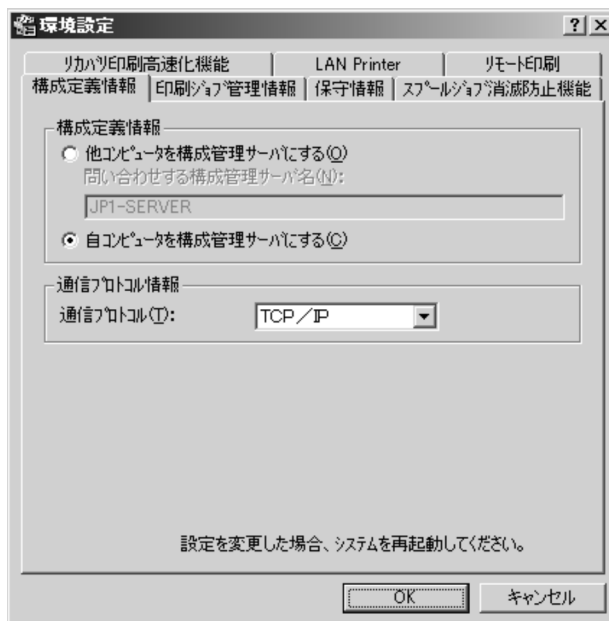 環境設定
リカバリ印刷高速化機能 LAN Printer リモート印刷
構成定義情報 印刷ジョブ管理情報 保守情報 スプールジョブ消滅防止機能
構成定義情報
他コンピュータを構成管理サーバにする(O)
問い合わせする構成管理サーバ名(N):
JP1-SERVER
自コンピュータを構成管理サーバにする(C)
通信プロトコル情報
通信プロトコル(T): TCP/IP
設定を変更した場合、システムを再起動してください。
OK キャンセル